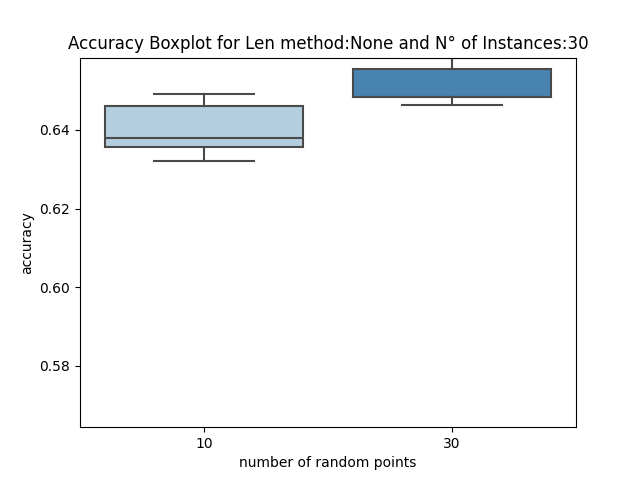 Accuracy Boxplot for Len method:None and N° of Instances:30
0.64
0.62
0.60
0.58
accuracy
10 30
number of random points